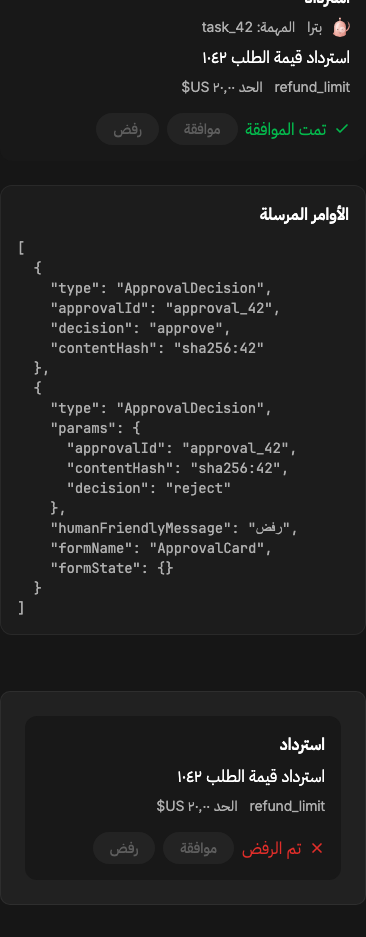 استرداد
بترا المهمة: task_42
استرداد قيمة الطلب ١٠٤٢
refund_limit الحد ٢٠,٠٠ US$
تمت الموافقة موافقة رفض
الأوامر المرسلة
[
{
"type": "ApprovalDecision",
"approvalId": "approval_42",
"decision": "approve",
"contentHash": "sha256:42"
},
{
"type": "ApprovalDecision",
"params": {
"approvalId": "approval_42",
"contentHash": "sha256:42",
"decision": "reject"
},
"humanFriendlyMessage": "رفض",
"formName": "ApprovalCard",
"formState": {}
}
]
استرداد
استرداد قيمة الطلب ١٠٤٢
refund_limit الحد ٢٠,٠٠ US$
تم الرفض موافقة رفض